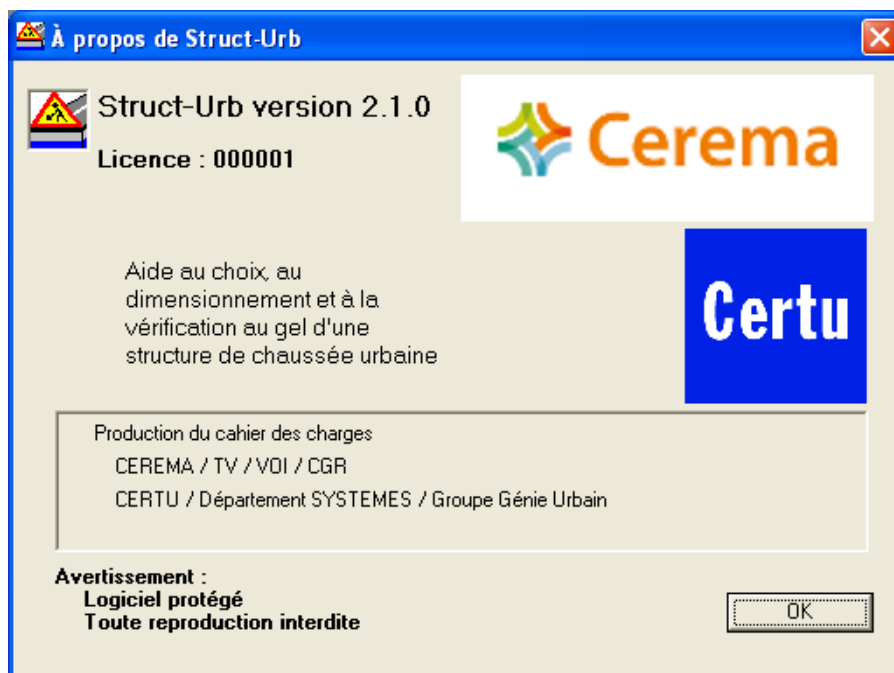 À propos de Struct-Urb
Struct-Urb version 2.1.0
Licence : 000001
Cerema
Aide au choix, au
dimensionnement et à la
vérification au gel d'une
structure de chaussée urbaine
Certu
Production du cahier des charges
CEREMA / TV / VOI / CGR
CERTU / Département SYSTEMES / Groupe Génie Urbain
Avertissement :
Logiciel protégé
Toute reproduction interdite
OK